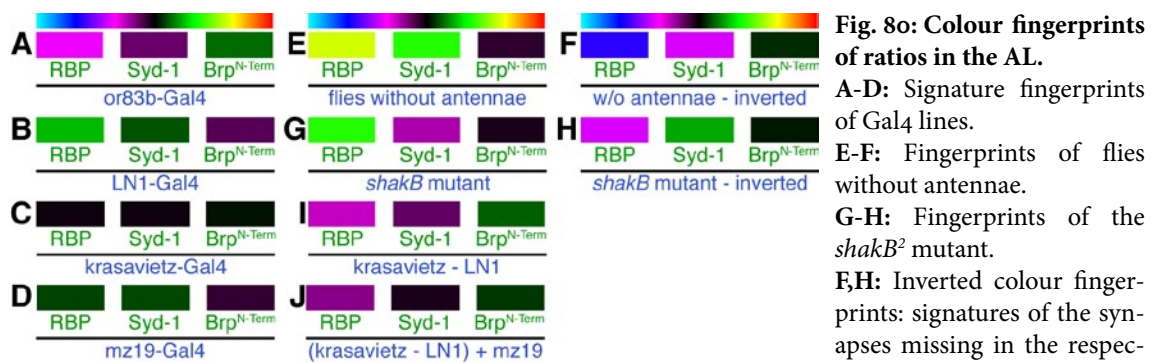 A
RBP Syd-1 Brp^N-Term
or83b-Gal4
B
RBP Syd-1 Brp^N-Term
LN1-Gal4
C
RBP Syd-1 Brp^N-Term
krasavietz-Gal4
D
RBP Syd-1 Brp^N-Term
mz19-Gal4
E
RBP Syd-1 Brp^N-Term
flies without antennae
G
RBP Syd-1 Brp^N-Term
shakB mutant
I
RBP Syd-1 Brp^N-Term
krasavietz - LN1
J
RBP Syd-1 Brp^N-Term
(krasavietz - LN1) + mz19
F
RBP Syd-1 Brp^N-Term
w/o antennae - inverted
H
RBP Syd-1 Brp^N-Term
shakB mutant - inverted
Fig. 80: Colour fingerprints
of ratios in the AL.
A-D: Signature fingerprints
of Gal4 lines.
E-F: Fingerprints of flies
without antennae.
G-H: Fingerprints of the
shakB² mutant.
F,H: Inverted colour finger-
prints: signatures of the syn-
apses missing in the respec-